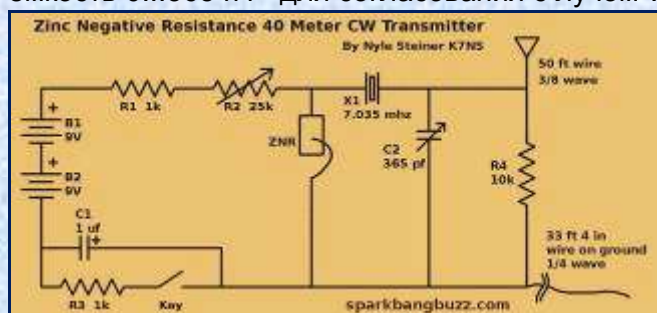 для согласования
Zinc Negative Resistance 40 Meter CW Transmitter
By Nyle Steiner K7NS
50 ft wire
3/8 wave
R1 1k
R2 25k
X1
7.035 mhz
+
B1
9V
ZNR
C2
365 pf
R4
10k
+
B2
9V
C1
1 uf
+
33 ft 4 in
wire on ground
1/4 wave
R3 1k
Key
sparkbangbuzz.com